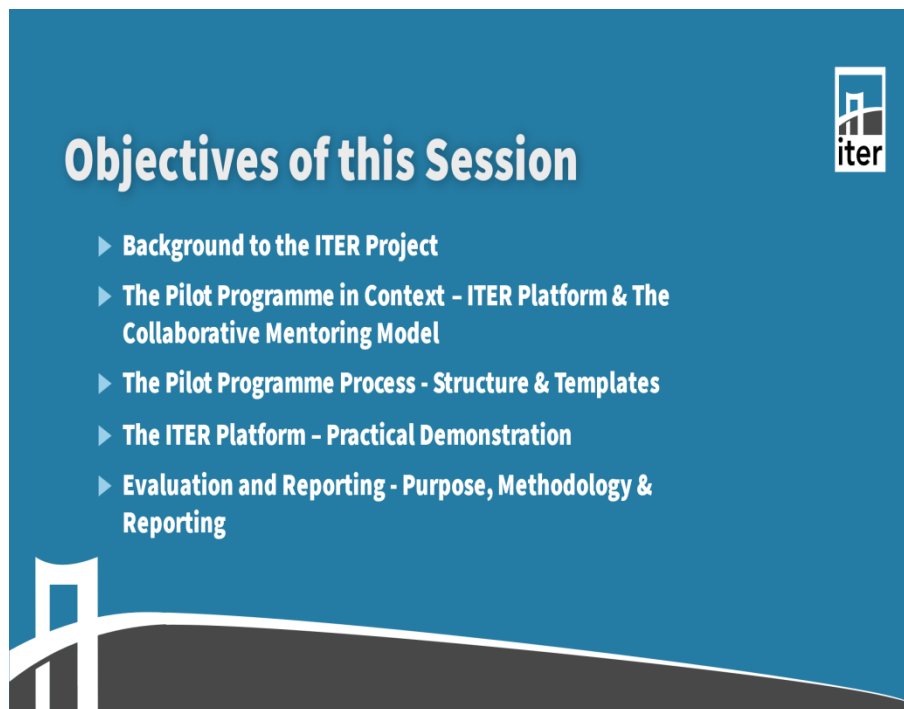 iter
Objectives of this Session
Background to the ITER Project
The Pilot Programme in Context – ITER Platform & The
Collaborative Mentoring Model
The Pilot Programme Process - Structure & Templates
The ITER Platform – Practical Demonstration
Evaluation and Reporting - Purpose, Methodology &
Reporting